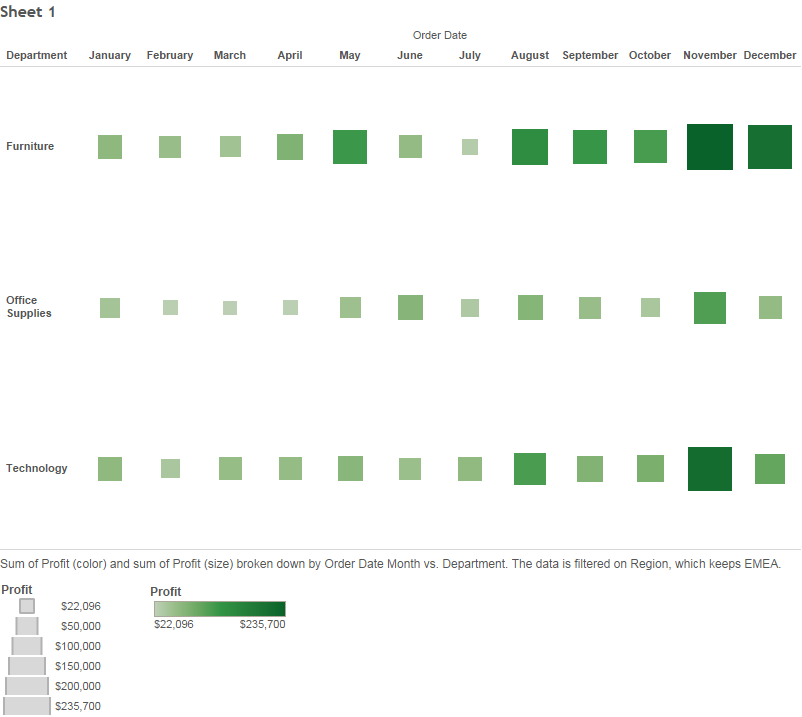 Sheet 1
Order Date
Department January February March April May June July August September October November December
Furniture
Office
Supplies
Technology
Sum of Profit (color) and sum of Profit (size) broken down by Order Date Month vs. Department. The data is filtered on Region, which keeps EMEA.
Profit
$22,096
$50,000
$100,000
$150,000
$200,000
$235,700
Profit
$22,096 $235,700